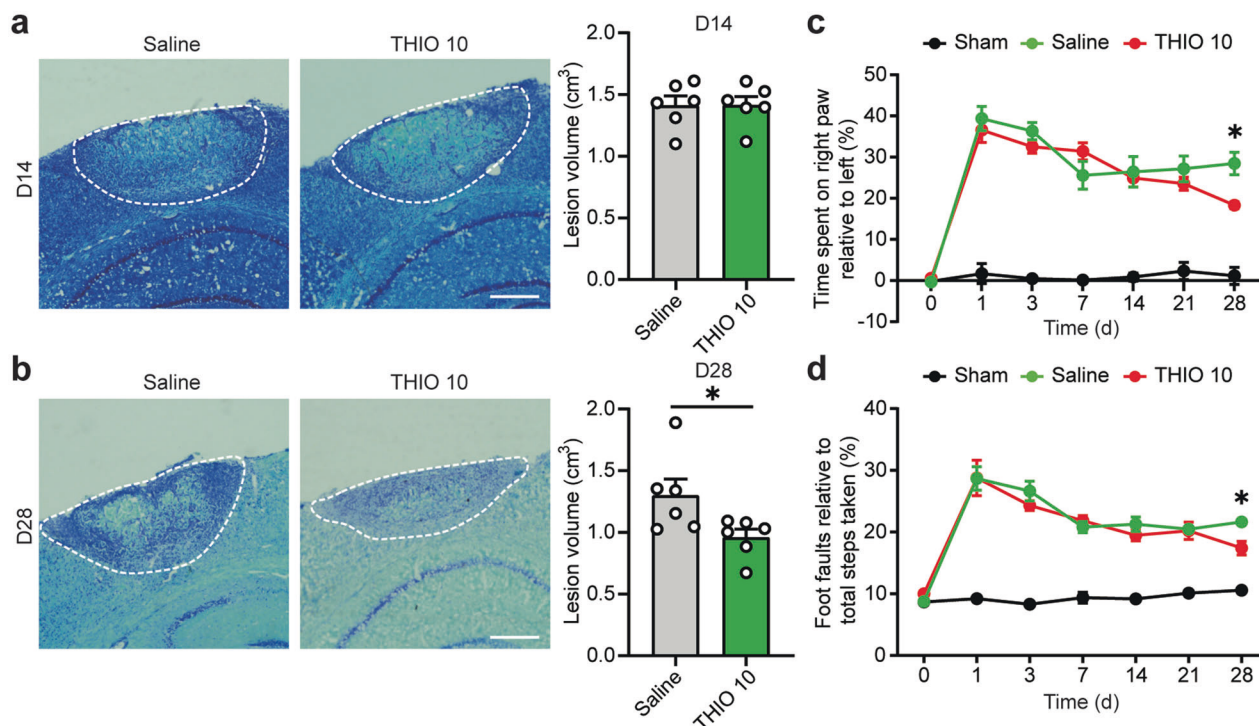 a
Saline
THIO 10
D14
D14
Lesion volume (cm³)
2.0
1.5
1.0
0.5
0.0
Saline
THIO 10
b
Saline
THIO 10
D28
D28
Lesion volume (cm³)
2.0
1.5
1.0
0.5
0.0
*
Saline
THIO 10
c
Sham
Saline
THIO 10
Time spent on right paw
relative to left (%)
50
40
30
20
10
0
-10
*
0 1 3 7 14 21 28
Time (d)
d
Sham
Saline
THIO 10
Foot faults relative to
total steps taken (%)
40
30
20
10
0
*
0 1 3 7 14 21 28
Time (d)